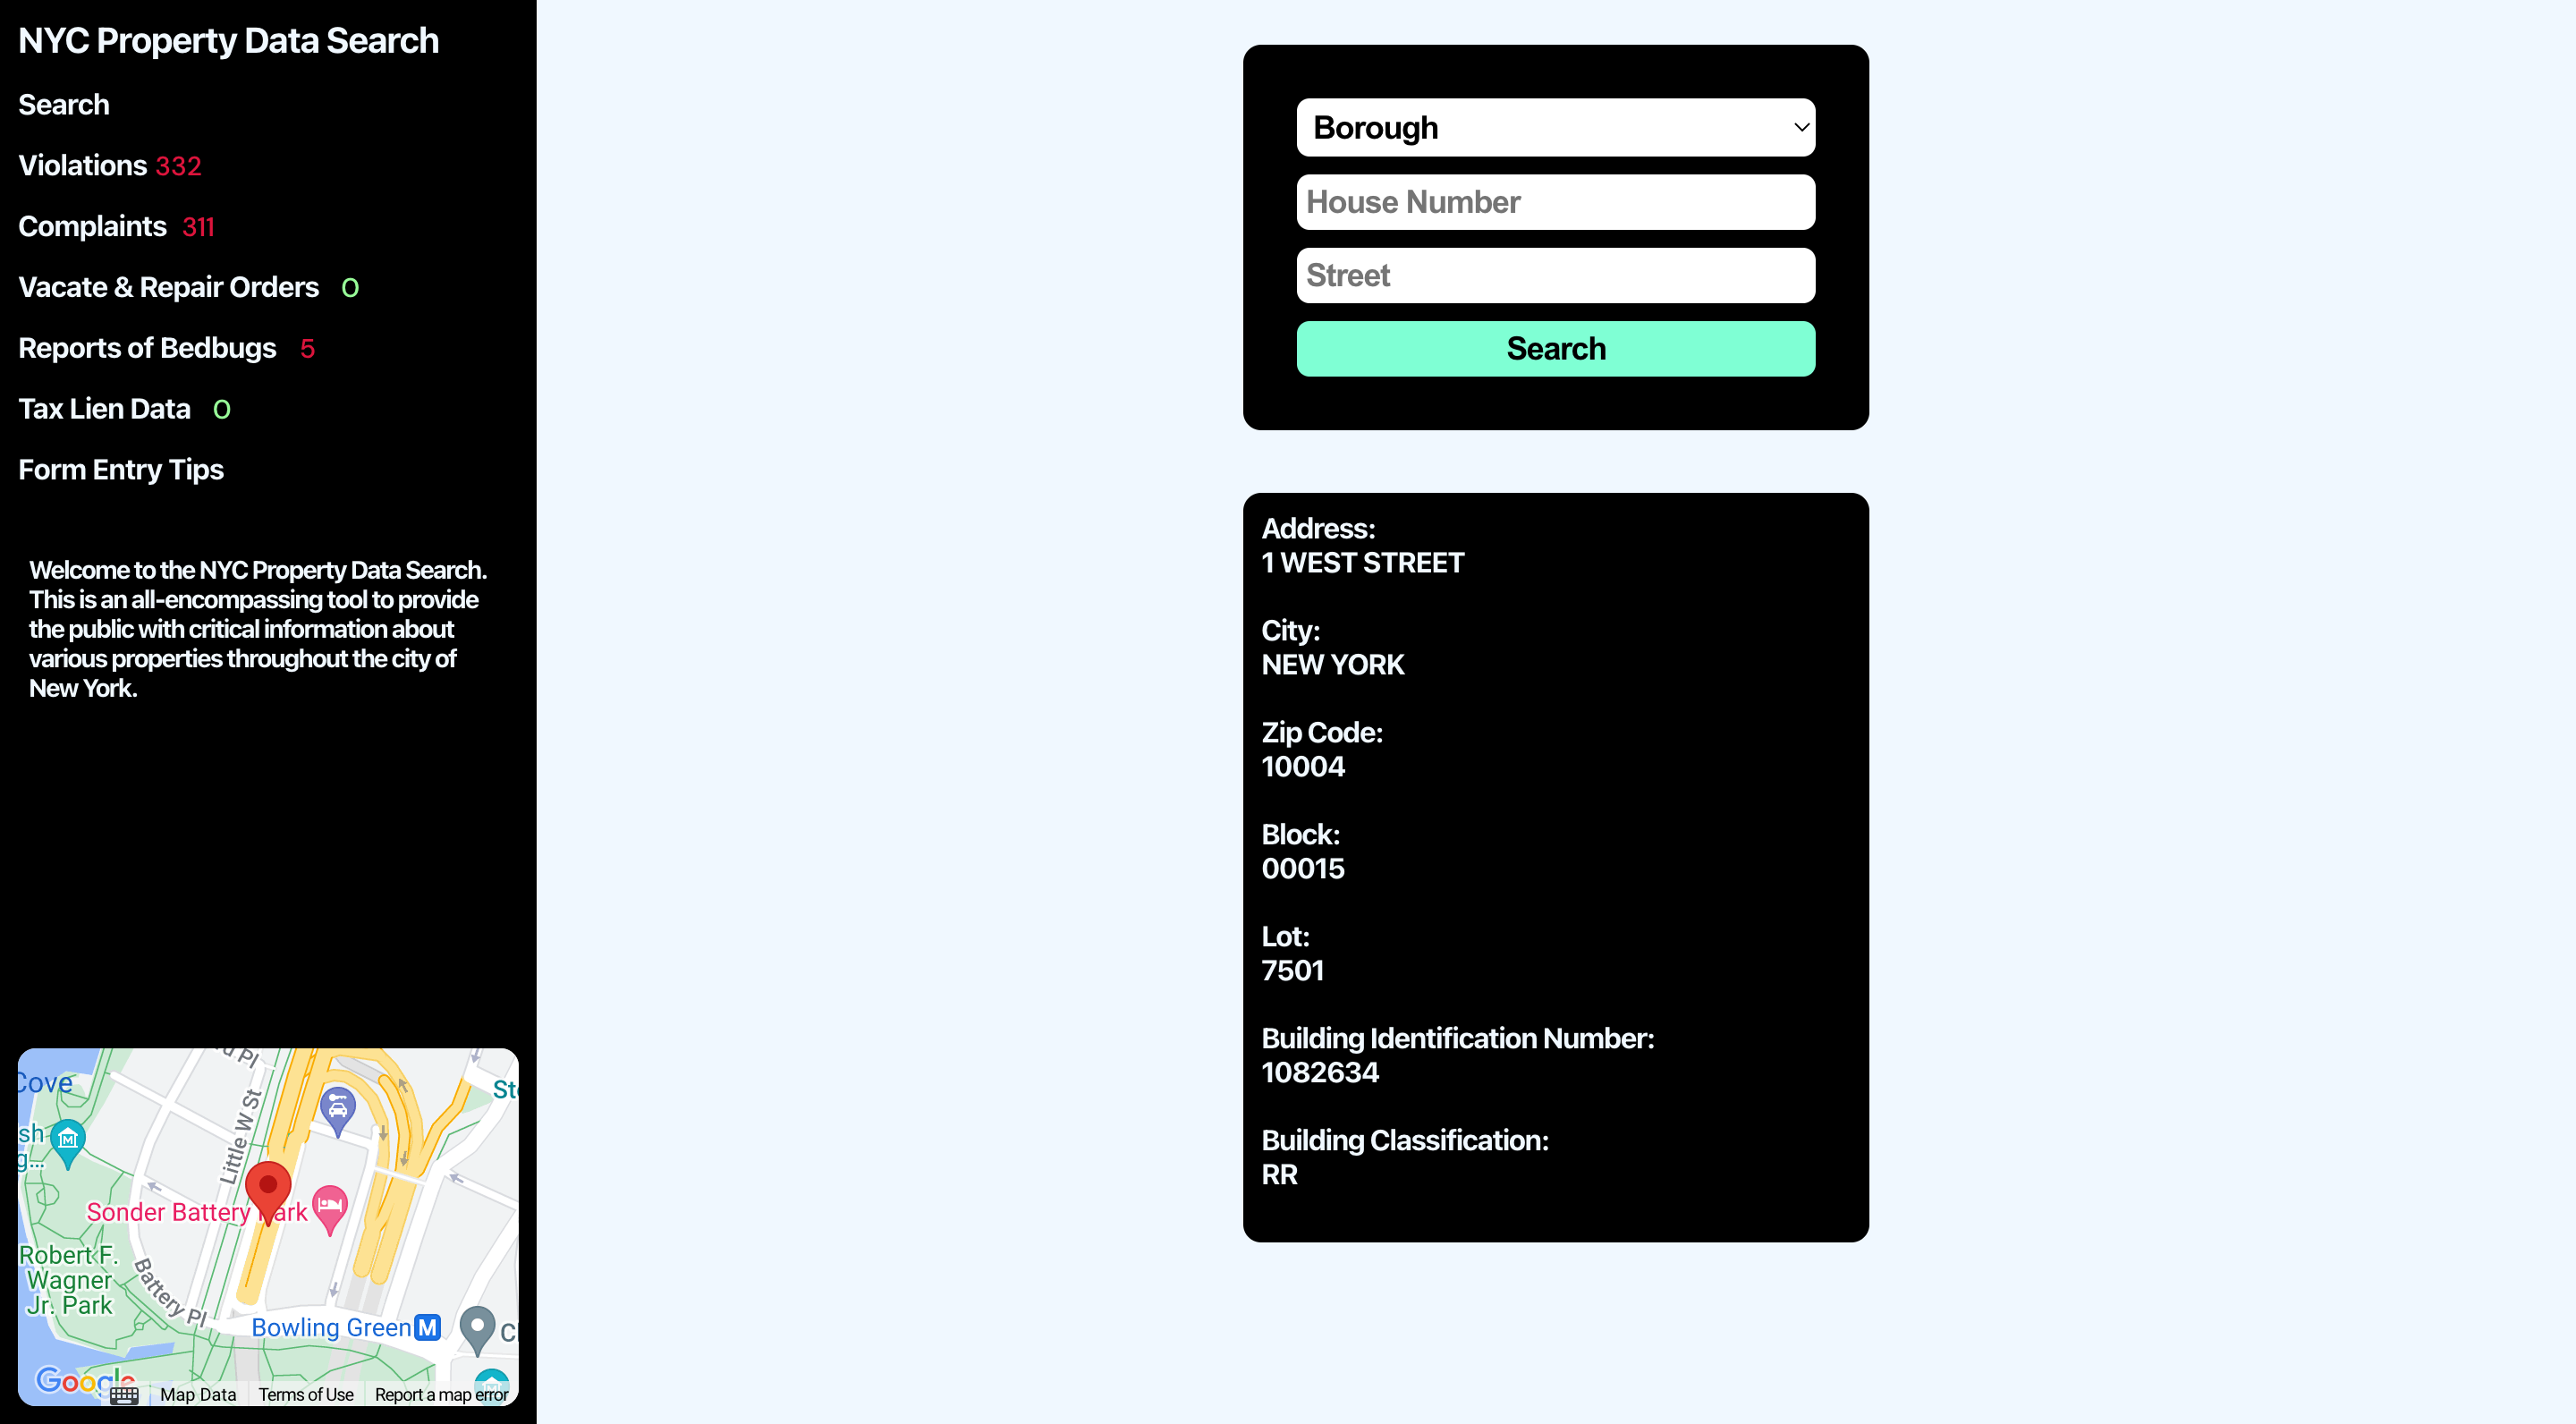 NYC Property Data Search
Search
Violations 332
Complaints 311
Vacate & Repair Orders 0
Reports of Bedbugs 5
Tax Lien Data 0
Form Entry Tips
Welcome to the NYC Property Data Search.
This is an all-encompassing tool to provide
the public with critical information about
various properties throughout the city of
New York.
Cove
Pl
Little W St
Sonder Battery Park
Robert F.
Wagner
Jr. Park
Battery Pl
Bowling Green M
Google
Map Data
Terms of Use
Report a map error
Borough
House Number
Street
Search
Address:
1 WEST STREET
City:
NEW YORK
Zip Code:
10004
Block:
00015
Lot:
7501
Building Identification Number:
1082634
Building Classification:
RR